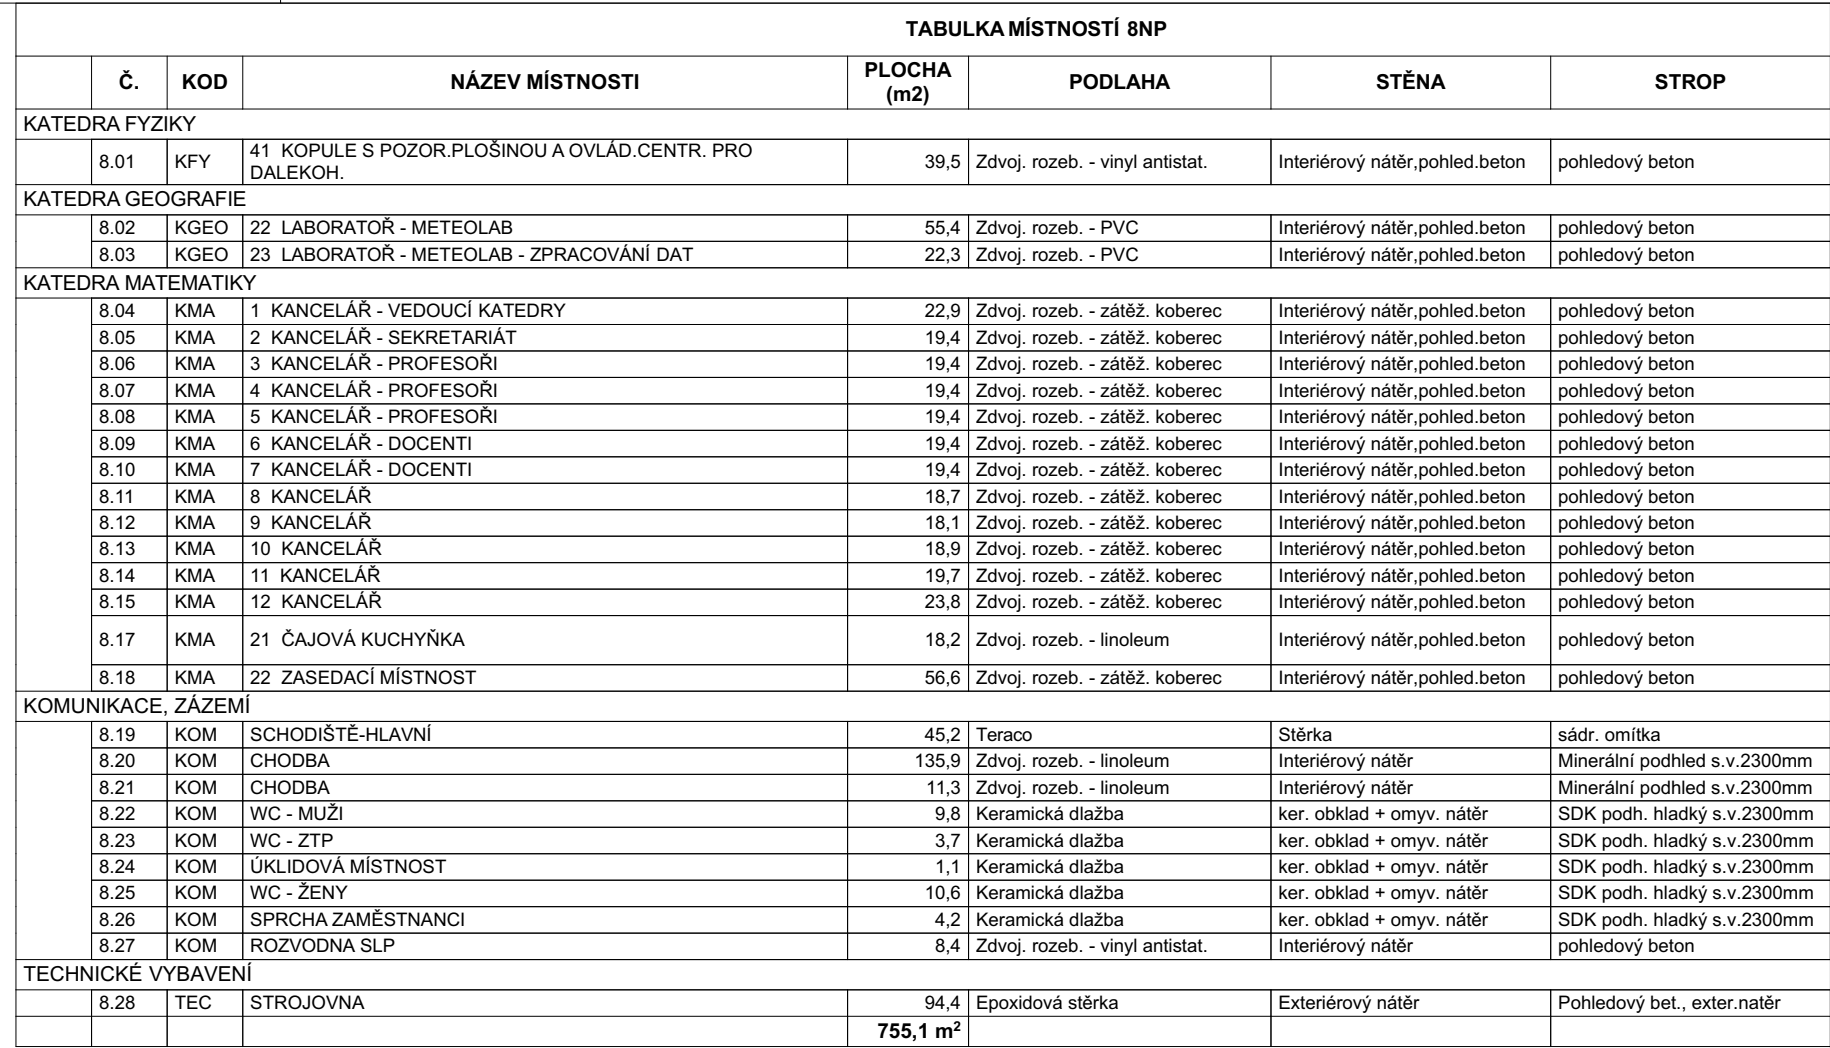 TABULKA MÍSTNOSTÍ 8NP
Č. KOD NÁZEV MÍSTNOSTI PLOCHA (m2) PODLAHA STĚNA STROP
KATEDRA FYZIKY
8.01 KFY 41 KOPULE S POZOR.PLOŠINOU A OVLÁD.CENTR. PRO DALEKOH. 39,5 Zdvoj. rozeb. - vinyl antistat. Interiérový nátěr,pohled.beton pohledový beton
KATEDRA GEOGRAFIE
8.02 KGEO 22 LABORATOŘ - METEOLAB 55,4 Zdvoj. rozeb. - PVC Interiérový nátěr,pohled.beton pohledový beton
8.03 KGEO 23 LABORATOŘ - METEOLAB - ZPRACOVÁNÍ DAT 22,3 Zdvoj. rozeb. - PVC Interiérový nátěr,pohled.beton pohledový beton
KATEDRA MATEMATIKY
8.04 KMA 1 KANCELÁŘ - VEDOUCÍ KATEDRY 22,9 Zdvoj. rozeb. - zátěž. koberec Interiérový nátěr,pohled.beton pohledový beton
8.05 KMA 2 KANCELÁŘ - SEKRETARIÁT 19,4 Zdvoj. rozeb. - zátěž. koberec Interiérový nátěr,pohled.beton pohledový beton
8.06 KMA 3 KANCELÁŘ - PROFESOŘI 19,4 Zdvoj. rozeb. - zátěž. koberec Interiérový nátěr,pohled.beton pohledový beton
8.07 KMA 4 KANCELÁŘ - PROFESOŘI 19,4 Zdvoj. rozeb. - zátěž. koberec Interiérový nátěr,pohled.beton pohledový beton
8.08 KMA 5 KANCELÁŘ - PROFESOŘI 19,4 Zdvoj. rozeb. - zátěž. koberec Interiérový nátěr,pohled.beton pohledový beton
8.09 KMA 6 KANCELÁŘ - DOCENTI 19,4 Zdvoj. rozeb. - zátěž. koberec Interiérový nátěr,pohled.beton pohledový beton
8.10 KMA 7 KANCELÁŘ - DOCENTI 19,4 Zdvoj. rozeb. - zátěž. koberec Interiérový nátěr,pohled.beton pohledový beton
8.11 KMA 8 KANCELÁŘ 18,7 Zdvoj. rozeb. - zátěž. koberec Interiérový nátěr,pohled.beton pohledový beton
8.12 KMA 9 KANCELÁŘ 18,1 Zdvoj. rozeb. - zátěž. koberec Interiérový nátěr,pohled.beton pohledový beton
8.13 KMA 10 KANCELÁŘ 18,9 Zdvoj. rozeb. - zátěž. koberec Interiérový nátěr,pohled.beton pohledový beton
8.14 KMA 11 KANCELÁŘ 19,7 Zdvoj. rozeb. - zátěž. koberec Interiérový nátěr,pohled.beton pohledový beton
8.15 KMA 12 KANCELÁŘ 23,8 Zdvoj. rozeb. - zátěž. koberec Interiérový nátěr,pohled.beton pohledový beton
8.17 KMA 21 ČAJOVÁ KUCHYŇKA 18,2 Zdvoj. rozeb. - linoleum Interiérový nátěr,pohled.beton pohledový beton
8.18 KMA 22 ZASEDACÍ MÍSTNOST 56,6 Zdvoj. rozeb. - zátěž. koberec Interiérový nátěr,pohled.beton pohledový beton
KOMUNIKACE, ZÁZEMÍ
8.19 KOM SCHODIŠTĚ-HLAVNÍ 45,2 Teraco Stěrka sádr. omítka
8.20 KOM CHODBA 135,9 Zdvoj. rozeb. - linoleum Interiérový nátěr Minerální podhled s.v.2300mm
8.21 KOM CHODBA 11,3 Zdvoj. rozeb. - linoleum Interiérový nátěr Minerální podhled s.v.2300mm
8.22 KOM WC - MUŽI 9,8 Keramická dlažba ker. obklad + omyv. nátěr SDK podh. hladký s.v.2300mm
8.23 KOM WC - ZTP 3,7 Keramická dlažba ker. obklad + omyv. nátěr SDK podh. hladký s.v.2300mm
8.24 KOM ÚKLIDOVÁ MÍSTNOST 1,1 Keramická dlažba ker. obklad + omyv. nátěr SDK podh. hladký s.v.2300mm
8.25 KOM WC - ŽENY 10,6 Keramická dlažba ker. obklad + omyv. nátěr SDK podh. hladký s.v.2300mm
8.26 KOM SPRCHA ZAMĚSTNANCI 4,2 Keramická dlažba ker. obklad + omyv. nátěr SDK podh. hladký s.v.2300mm
8.27 KOM ROZVODNA SLP 8,4 Zdvoj. rozeb. - vinyl antistat. Interiérový nátěr pohledový beton
TECHNICKÉ VYBAVENÍ
8.28 TEC STROJOVNA 94,4 Epoxidová stěrka Exteriérový nátěr Pohledový bet., exter.natěr
755,1 m²